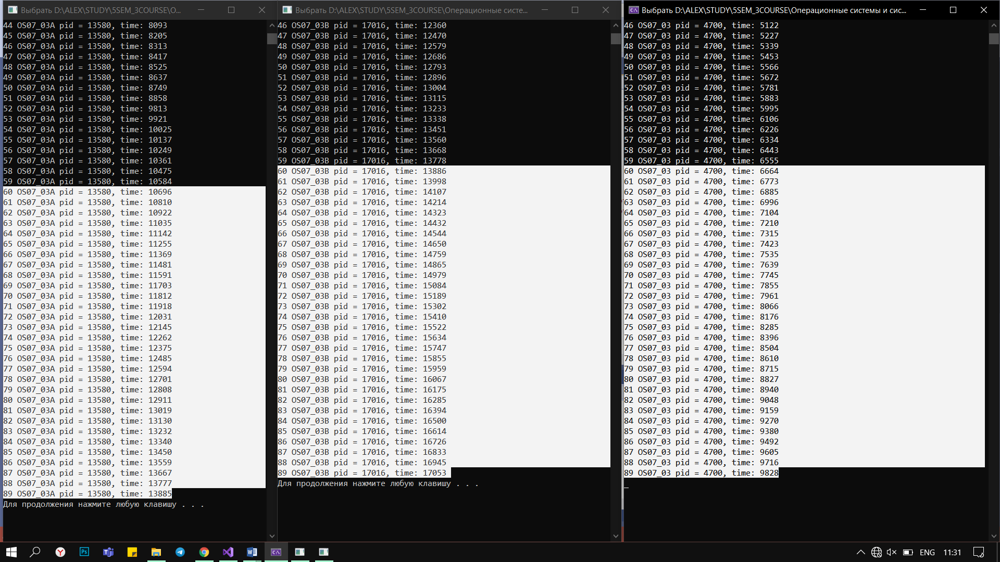 Выбрать D:\ALEX\STUDY\5SEM_3COURSE\О...
44 OS07_03A pid = 13580, time: 8093
45 OS07_03A pid = 13580, time: 8205
46 OS07_03A pid = 13580, time: 8313
47 OS07_03A pid = 13580, time: 8417
48 OS07_03A pid = 13580, time: 8525
49 OS07_03A pid = 13580, time: 8637
50 OS07_03A pid = 13580, time: 8749
51 OS07_03A pid = 13580, time: 8858
52 OS07_03A pid = 13580, time: 9813
53 OS07_03A pid = 13580, time: 9921
54 OS07_03A pid = 13580, time: 10025
55 OS07_03A pid = 13580, time: 10137
56 OS07_03A pid = 13580, time: 10249
57 OS07_03A pid = 13580, time: 10361
58 OS07_03A pid = 13580, time: 10475
59 OS07_03A pid = 13580, time: 10584
60 OS07_03A pid = 13580, time: 10696
61 OS07_03A pid = 13580, time: 10810
62 OS07_03A pid = 13580, time: 10922
63 OS07_03A pid = 13580, time: 11035
64 OS07_03A pid = 13580, time: 11142
65 OS07_03A pid = 13580, time: 11255
66 OS07_03A pid = 13580, time: 11369
67 OS07_03A pid = 13580, time: 11481
68 OS07_03A pid = 13580, time: 11591
69 OS07_03A pid = 13580, time: 11703
70 OS07_03A pid = 13580, time: 11812
71 OS07_03A pid = 13580, time: 11918
72 OS07_03A pid = 13580, time: 12031
73 OS07_03A pid = 13580, time: 12145
74 OS07_03A pid = 13580, time: 12262
75 OS07_03A pid = 13580, time: 12375
76 OS07_03A pid = 13580, time: 12485
77 OS07_03A pid = 13580, time: 12594
78 OS07_03A pid = 13580, time: 12701
79 OS07_03A pid = 13580, time: 12808
80 OS07_03A pid = 13580, time: 12911
81 OS07_03A pid = 13580, time: 13019
82 OS07_03A pid = 13580, time: 13130
83 OS07_03A pid = 13580, time: 13232
84 OS07_03A pid = 13580, time: 13340
85 OS07_03A pid = 13580, time: 13450
86 OS07_03A pid = 13580, time: 13559
87 OS07_03A pid = 13580, time: 13667
88 OS07_03A pid = 13580, time: 13777
89 OS07_03A pid = 13580, time: 13885
Для продолжения нажмите любую клавишу . . .
Выбрать D:\ALEX\STUDY\5SEM_3COURSE\Операционные систе...
46 OS07_03B pid = 17016, time: 12360
47 OS07_03B pid = 17016, time: 12470
48 OS07_03B pid = 17016, time: 12579
49 OS07_03B pid = 17016, time: 12686
50 OS07_03B pid = 17016, time: 12793
51 OS07_03B pid = 17016, time: 12896
52 OS07_03B pid = 17016, time: 13004
53 OS07_03B pid = 17016, time: 13115
54 OS07_03B pid = 17016, time: 13233
55 OS07_03B pid = 17016, time: 13338
56 OS07_03B pid = 17016, time: 13451
57 OS07_03B pid = 17016, time: 13560
58 OS07_03B pid = 17016, time: 13668
59 OS07_03B pid = 17016, time: 13778
60 OS07_03B pid = 17016, time: 13886
61 OS07_03B pid = 17016, time: 13998
62 OS07_03B pid = 17016, time: 14107
63 OS07_03B pid = 17016, time: 14214
64 OS07_03B pid = 17016, time: 14323
65 OS07_03B pid = 17016, time: 14432
66 OS07_03B pid = 17016, time: 14544
67 OS07_03B pid = 17016, time: 14650
68 OS07_03B pid = 17016, time: 14759
69 OS07_03B pid = 17016, time: 14865
70 OS07_03B pid = 17016, time: 14979
71 OS07_03B pid = 17016, time: 15084
72 OS07_03B pid = 17016, time: 15189
73 OS07_03B pid = 17016, time: 15302
74 OS07_03B pid = 17016, time: 15410
75 OS07_03B pid = 17016, time: 15522
76 OS07_03B pid = 17016, time: 15634
77 OS07_03B pid = 17016, time: 15747
78 OS07_03B pid = 17016, time: 15855
79 OS07_03B pid = 17016, time: 15959
80 OS07_03B pid = 17016, time: 16067
81 OS07_03B pid = 17016, time: 16175
82 OS07_03B pid = 17016, time: 16285
83 OS07_03B pid = 17016, time: 16394
84 OS07_03B pid = 17016, time: 16500
85 OS07_03B pid = 17016, time: 16614
86 OS07_03B pid = 17016, time: 16726
87 OS07_03B pid = 17016, time: 16833
88 OS07_03B pid = 17016, time: 16945
89 OS07_03B pid = 17016, time: 17053
Для продолжения нажмите любую клавишу . . .
Выбрать D:\ALEX\STUDY\5SEM_3COURSE\Операционные системы и сис...
46 OS07_03 pid = 4700, time: 5122
47 OS07_03 pid = 4700, time: 5227
48 OS07_03 pid = 4700, time: 5339
49 OS07_03 pid = 4700, time: 5453
50 OS07_03 pid = 4700, time: 5566
51 OS07_03 pid = 4700, time: 5672
52 OS07_03 pid = 4700, time: 5781
53 OS07_03 pid = 4700, time: 5883
54 OS07_03 pid = 4700, time: 5995
55 OS07_03 pid = 4700, time: 6106
56 OS07_03 pid = 4700, time: 6226
57 OS07_03 pid = 4700, time: 6334
58 OS07_03 pid = 4700, time: 6443
59 OS07_03 pid = 4700, time: 6555
60 OS07_03 pid = 4700, time: 6664
61 OS07_03 pid = 4700, time: 6773
62 OS07_03 pid = 4700, time: 6885
63 OS07_03 pid = 4700, time: 6996
64 OS07_03 pid = 4700, time: 7104
65 OS07_03 pid = 4700, time: 7210
66 OS07_03 pid = 4700, time: 7315
67 OS07_03 pid = 4700, time: 7423
68 OS07_03 pid = 4700, time: 7535
69 OS07_03 pid = 4700, time: 7639
70 OS07_03 pid = 4700, time: 7745
71 OS07_03 pid = 4700, time: 7855
72 OS07_03 pid = 4700, time: 7961
73 OS07_03 pid = 4700, time: 8066
74 OS07_03 pid = 4700, time: 8176
75 OS07_03 pid = 4700, time: 8285
76 OS07_03 pid = 4700, time: 8396
77 OS07_03 pid = 4700, time: 8504
78 OS07_03 pid = 4700, time: 8610
79 OS07_03 pid = 4700, time: 8715
80 OS07_03 pid = 4700, time: 8827
81 OS07_03 pid = 4700, time: 8940
82 OS07_03 pid = 4700, time: 9048
83 OS07_03 pid = 4700, time: 9159
84 OS07_03 pid = 4700, time: 9270
85 OS07_03 pid = 4700, time: 9380
86 OS07_03 pid = 4700, time: 9492
87 OS07_03 pid = 4700, time: 9605
88 OS07_03 pid = 4700, time: 9716
89 OS07_03 pid = 4700, time: 9828
ENG 11:31